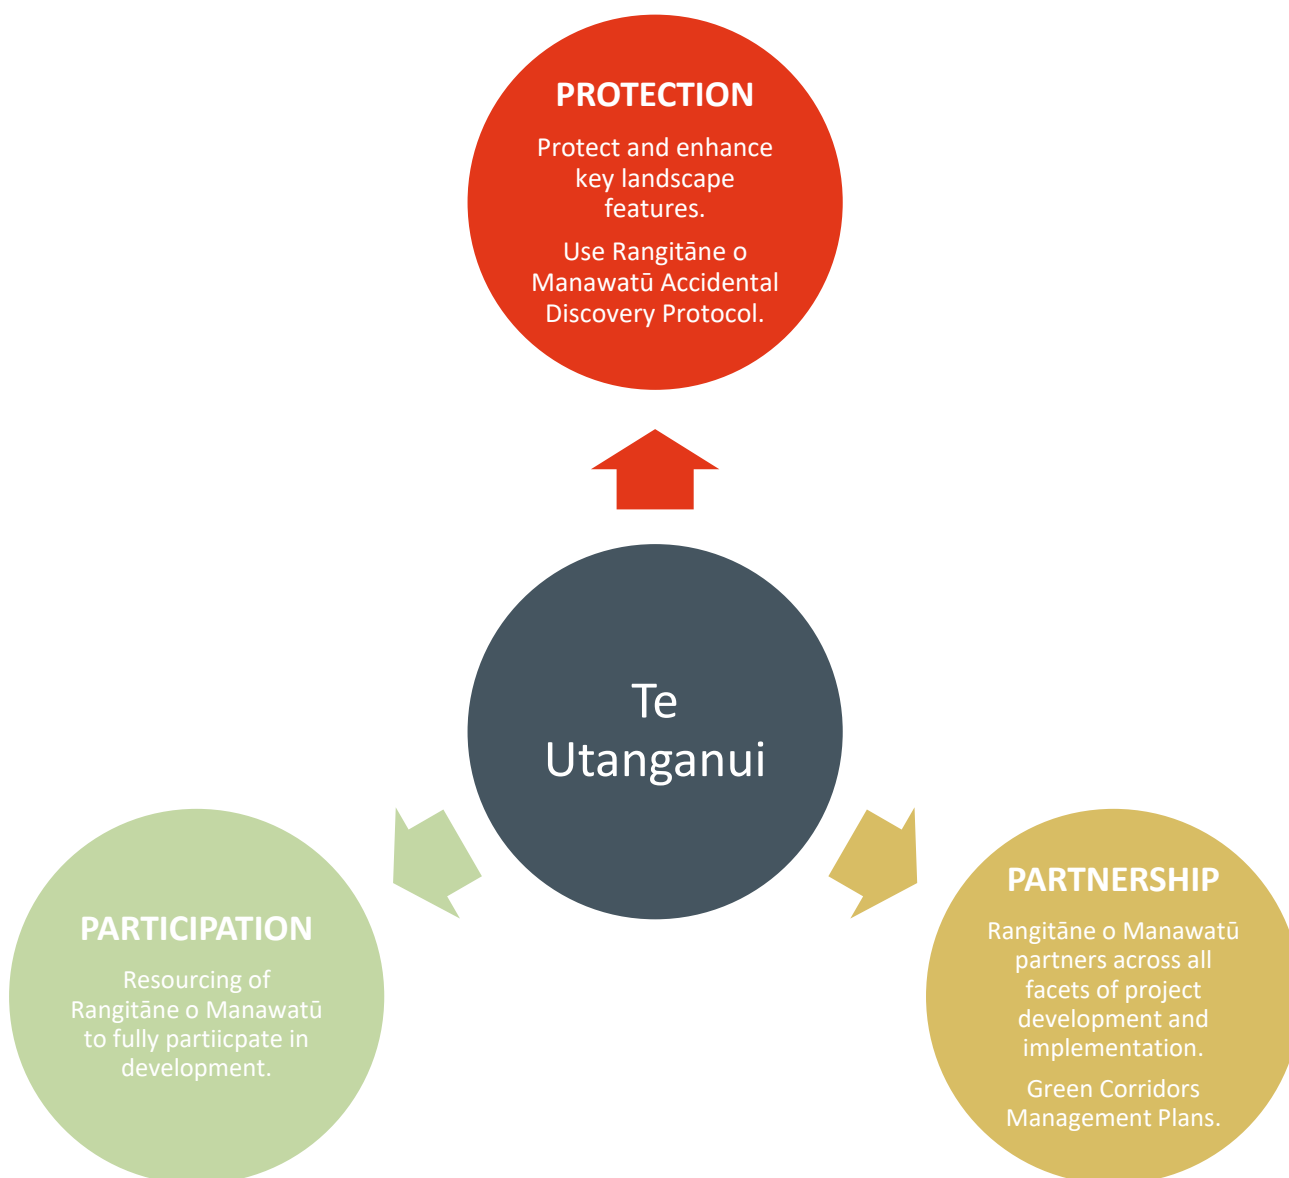 PROTECTION
Protect and enhance
key landscape
features.
Use Rangitāne o
Manawatū Accidental
Discovery Protocol.
Te
Utanganui
PARTICIPATION
Resourcing of
Rangitāne o Manawatū
to fully partiicpate in
development.
PARTNERSHIP
Rangitāne o Manawatū
partners across all
facets of project
development and
implementation.
Green Corridors
Management Plans.